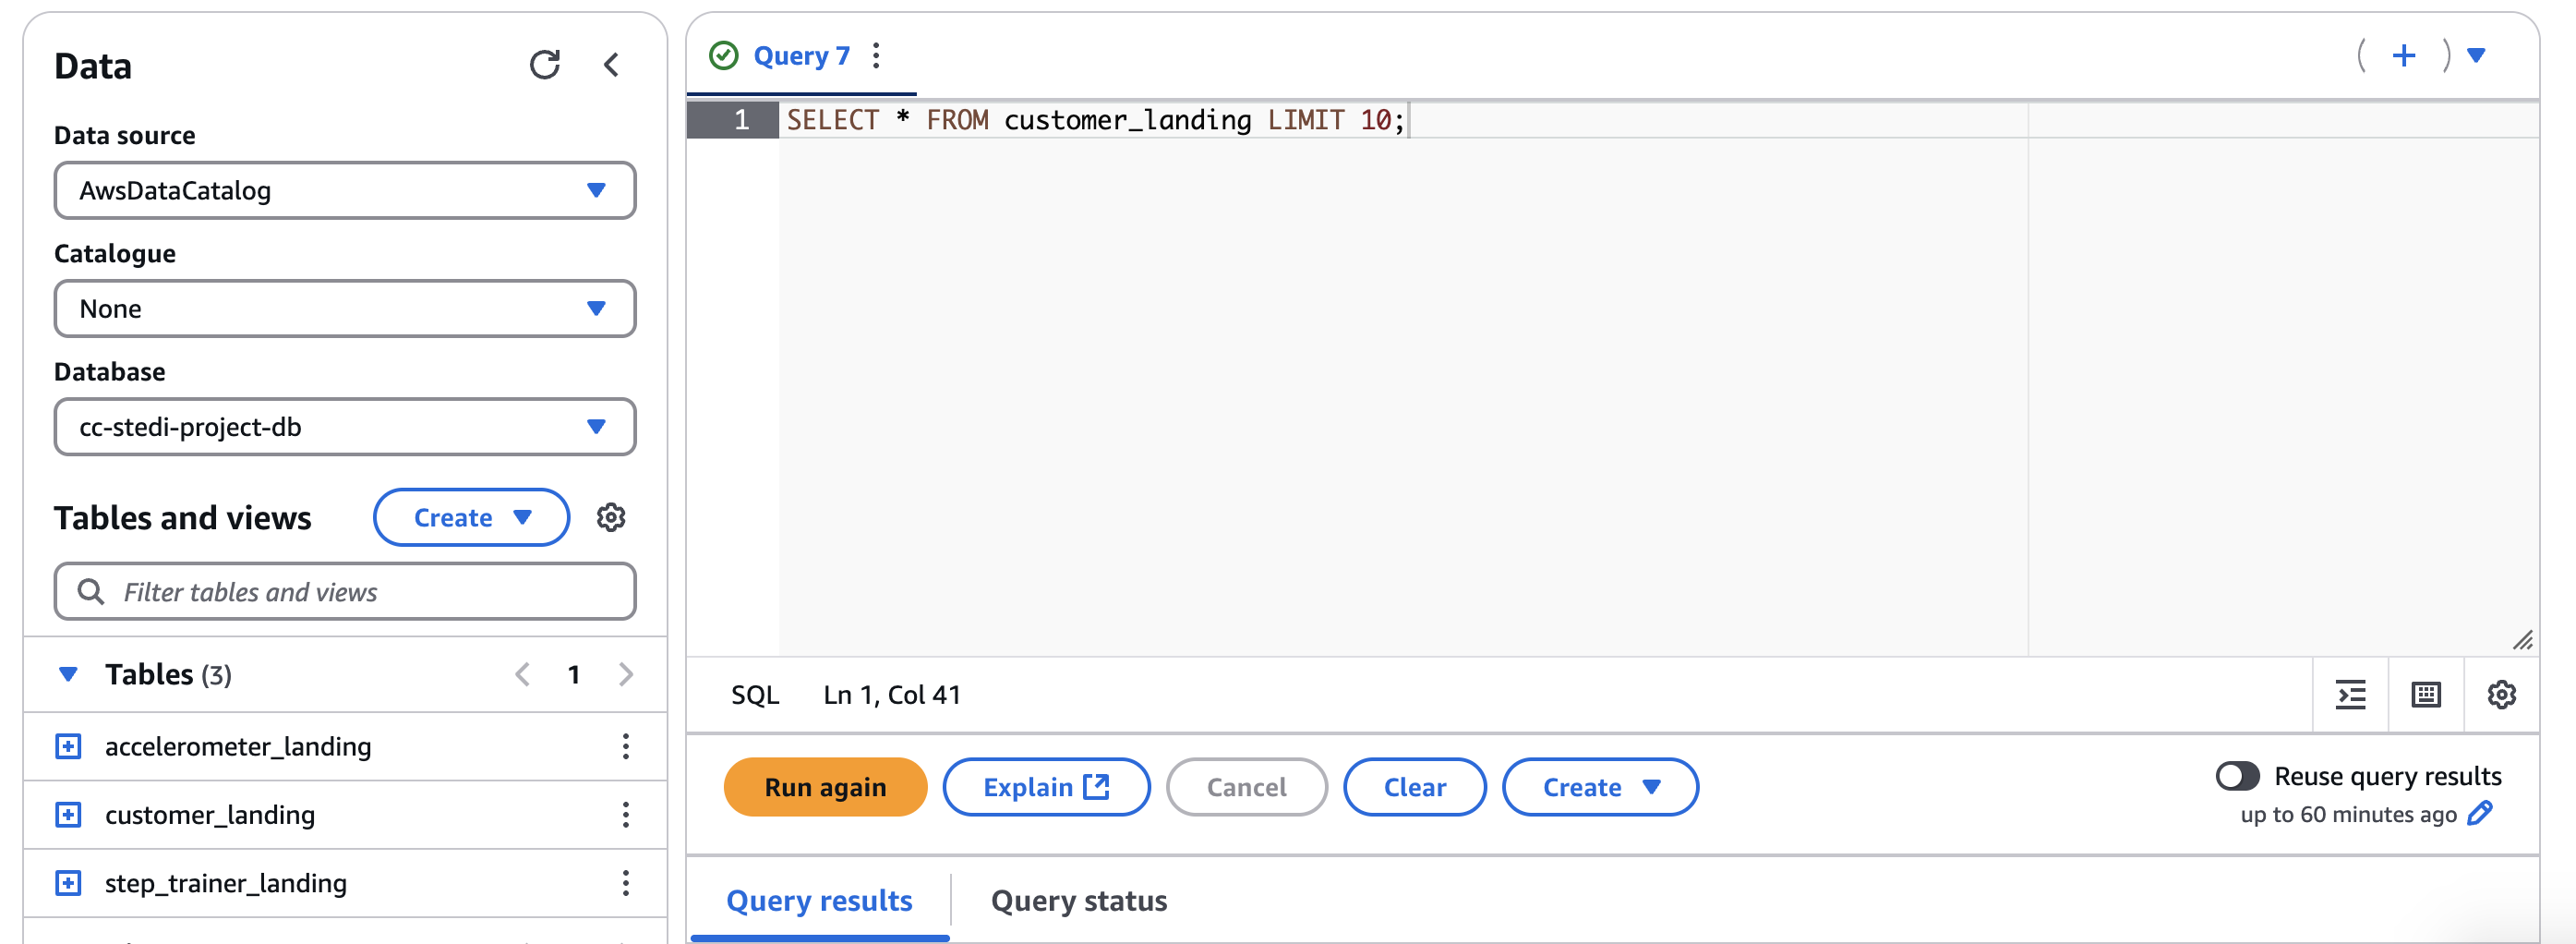 Data
Data source
AwsDataCatalog
Catalogue
None
Database
cc-stedi-project-db
Tables and views
Create
Filter tables and views
Tables (3)
1
accelerometer_landing
customer_landing
step_trainer_landing
Query 7
1 SELECT * FROM customer_landing LIMIT 10;
SQL Ln 1, Col 41
Run again Explain Cancel Clear Create
Reuse query results
up to 60 minutes ago
Query results Query status